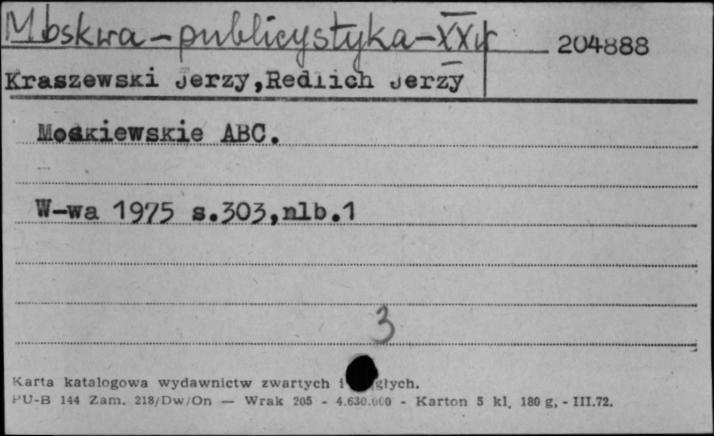 Moskwa - publicystyka - XX w 204888
Kraszewski Jerzy, Redlich Jerzy
Moskiewskie ABC.
W-wa 1975 s.303,nlb.1
3
Karta katalogowa wydawnictw zwartych i
PU-B 144 Zam. 218/Dw/On — Wrak 205 - 4.630.000 - Karton 5 kl. 180 g. - III.72.